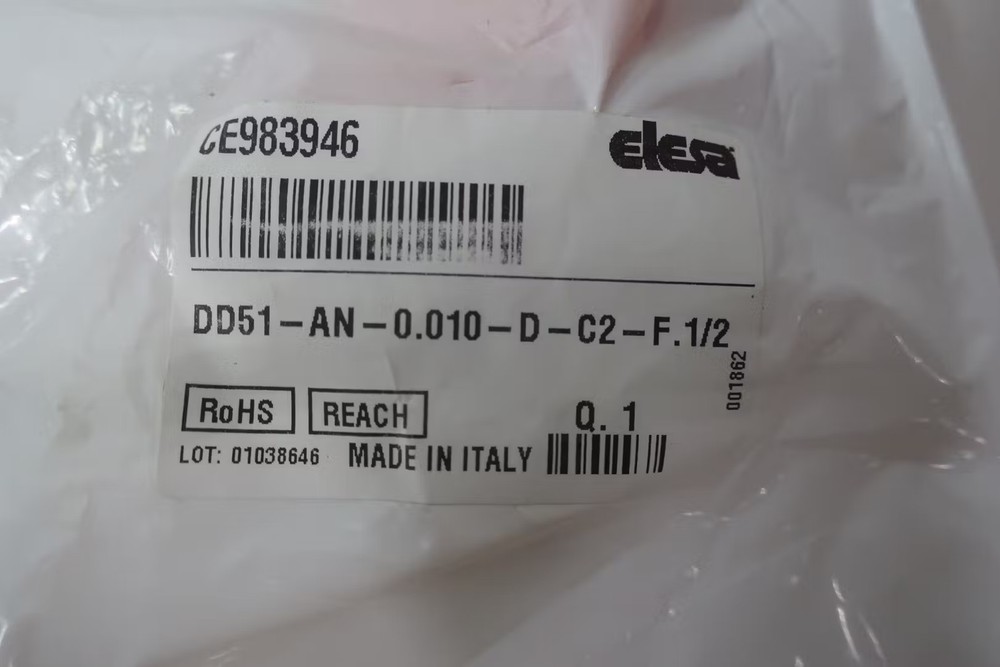 CE983946
elesa
DD51-AN-0.010-D-C2-F.1/2
001862
RoHS
REACH
Q. 1
LOT: 01038646
MADE IN ITALY